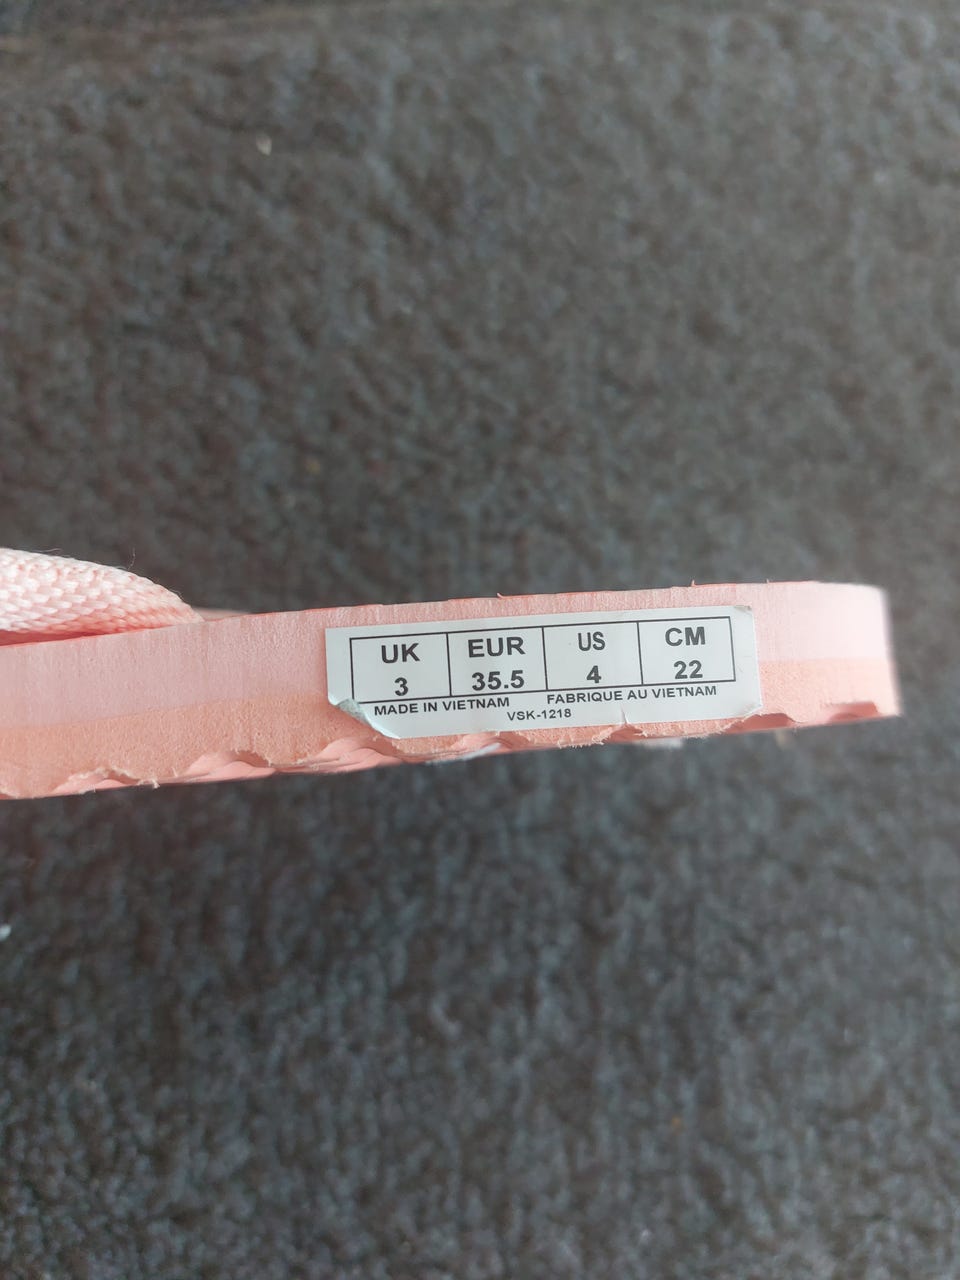 UK EUR US CM
3 35.5 4 22
MADE IN VIETNAM FABRIQUE AU VIETNAM
VSK-1218